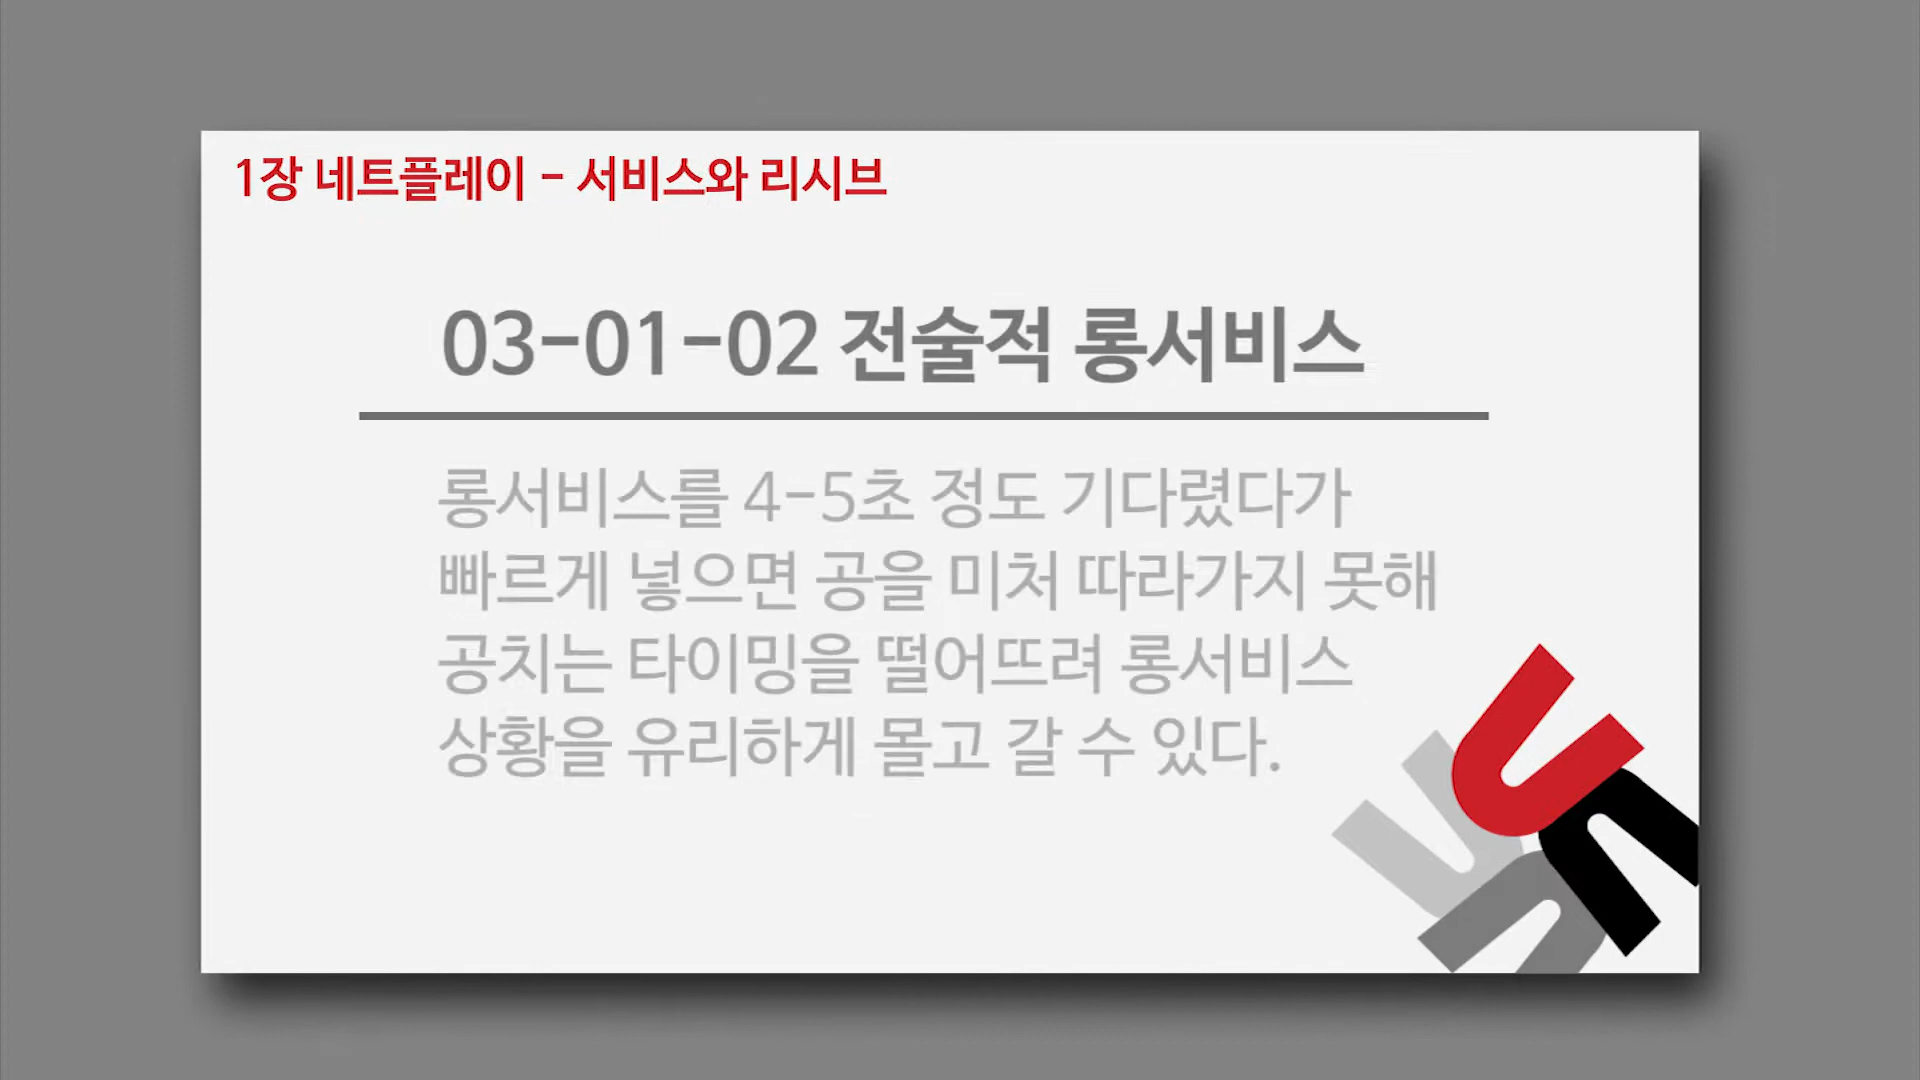 1장 네트플레이 - 서비스와 리시브
03-01-02 전술적 롱서비스
롱서비스를 4-5초 정도 기다렸다가
빠르게 넣으면 공을 미처 따라가지 못해
공치는 타이밍을 떨어뜨려 롱서비스
상황을 유리하게 몰고 갈 수 있다.